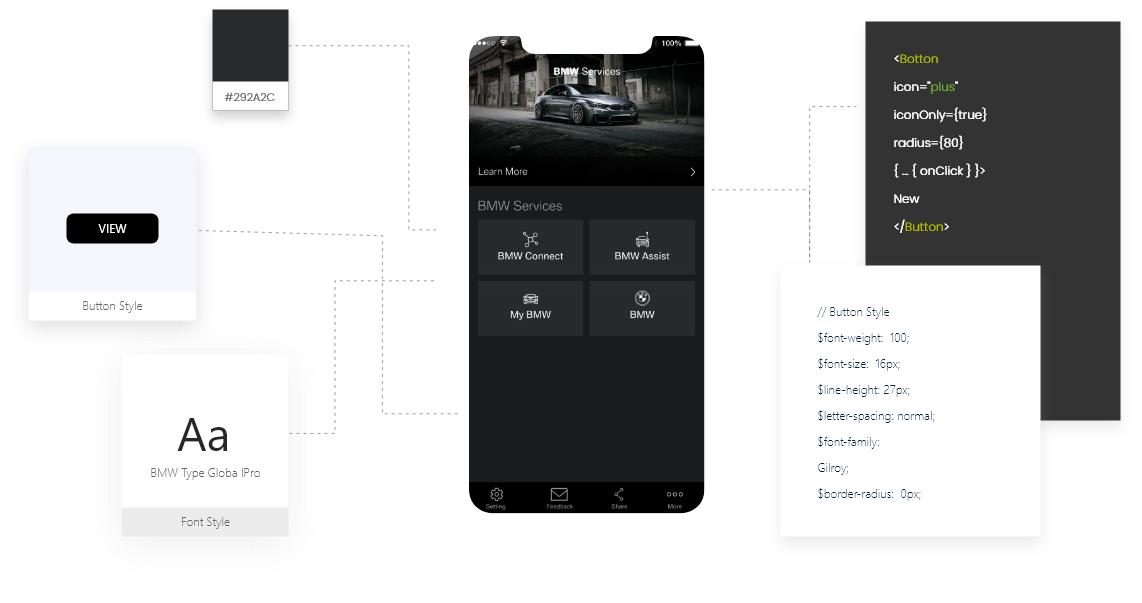 #292A2C
VIEW
Button Style
Aa
BMW Type Globa lPro
Font Style
100%
BMW Services
Learn More
BMW Services
BMW Connect
BMW Assist
My BMW
BMW
Setting
Feedback
Share
More
<Botton
icon="plus"
iconOnly={true}
radius={80}
{ ... { onClick } }>
New
</Button>
// Button Style
$font-weight: 100;
$font-size: 16px;
$line-height: 27px;
$letter-spacing: normal;
$font-family:
Gilroy;
$border-radius: 0px;